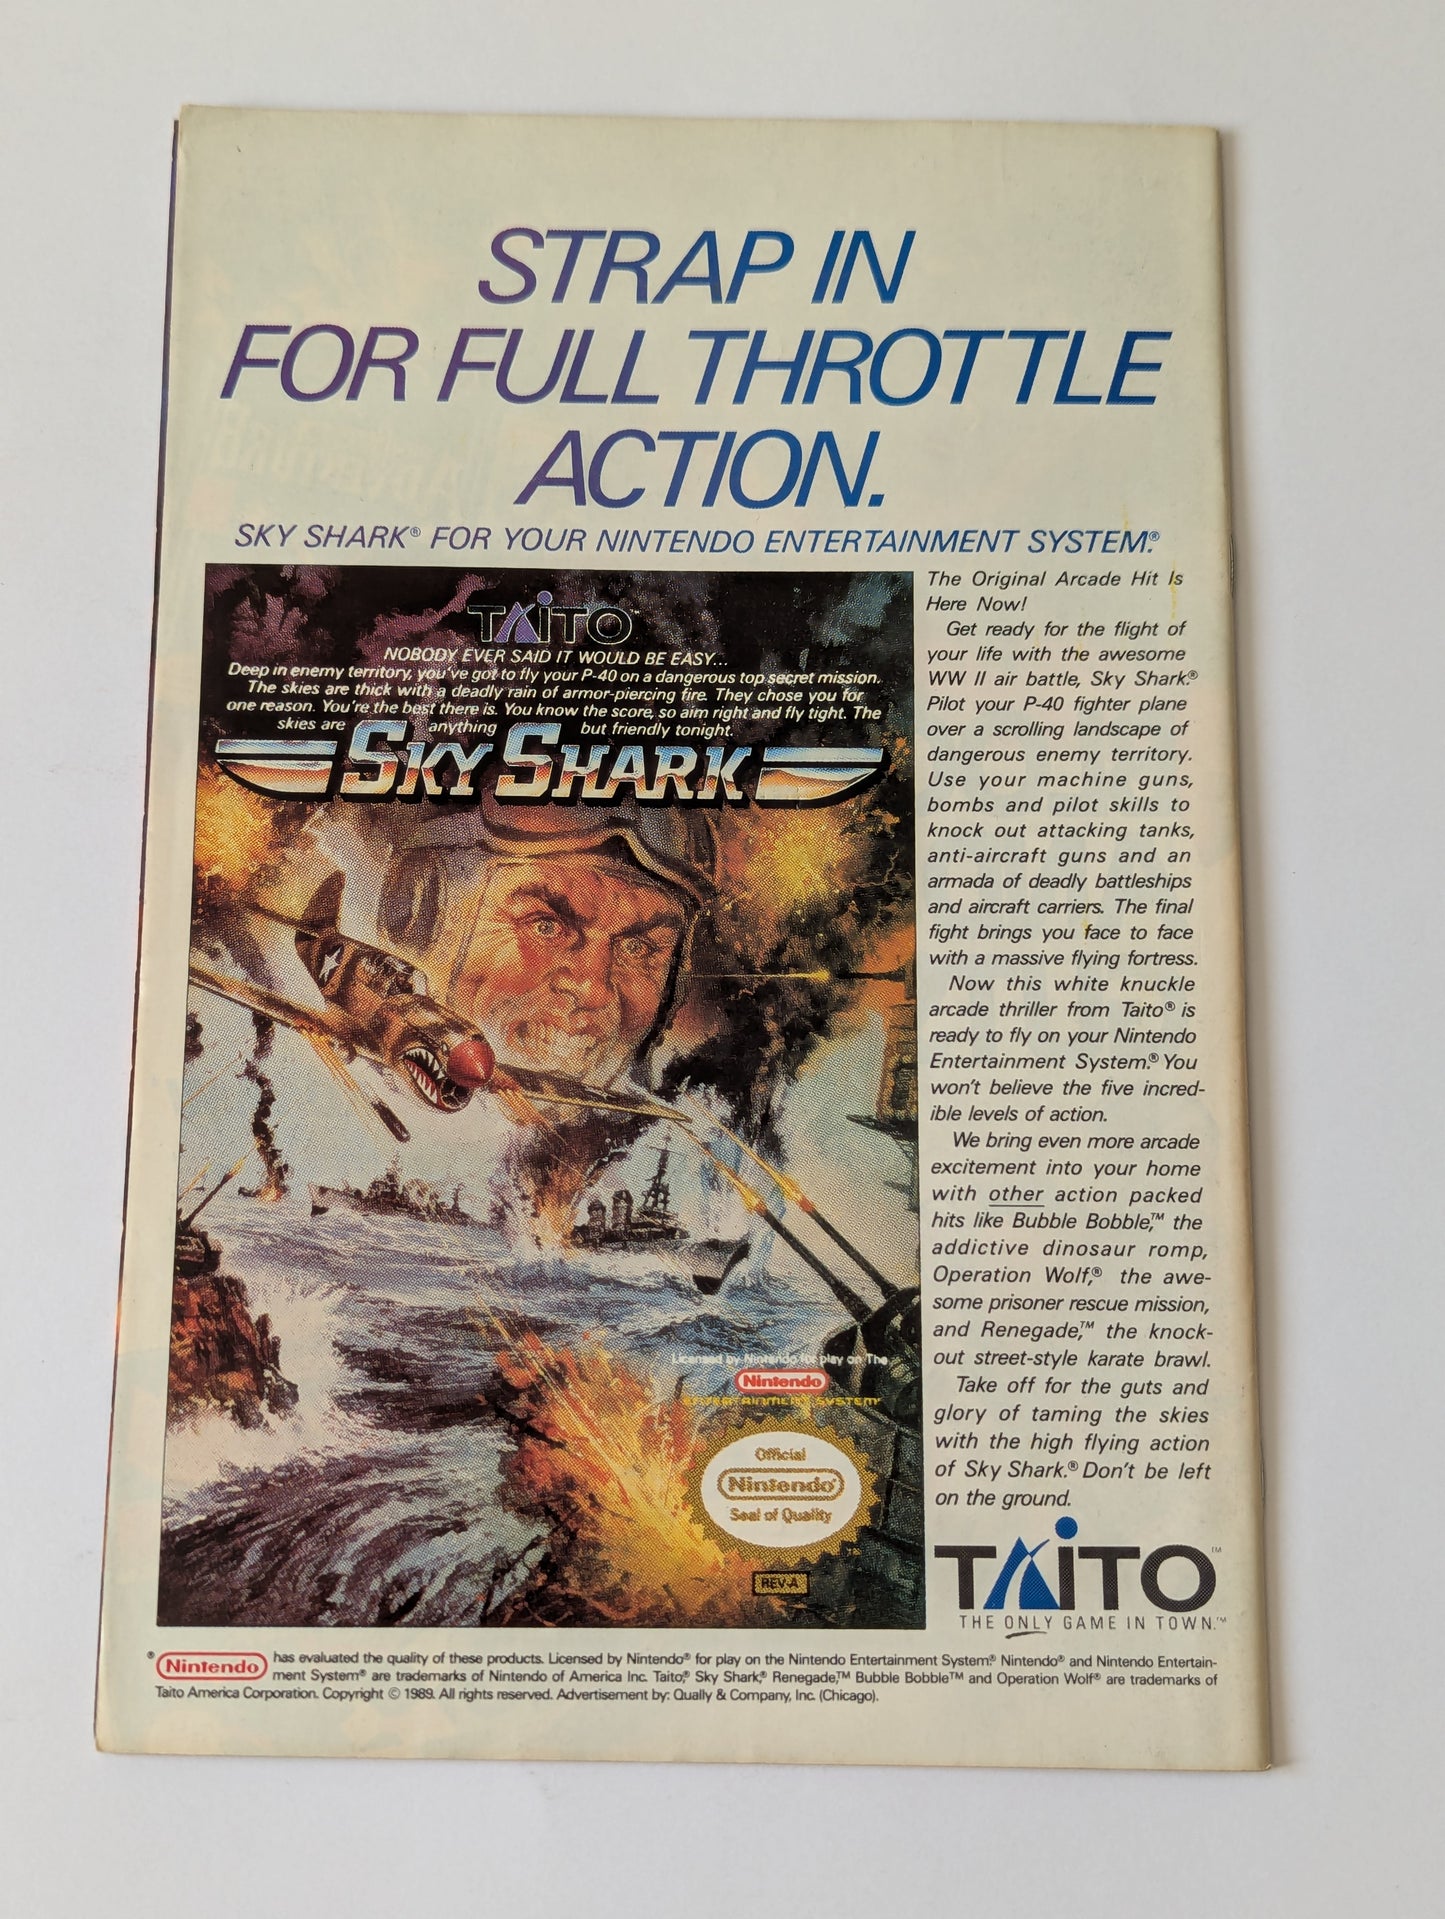 STRAP IN
FOR FULL THROTTLE
ACTION.
SKY SHARK® FOR YOUR NINTENDO ENTERTAINMENT SYSTEM.®
TAiTO™
NOBODY EVER SAID IT WOULD BE EASY...
Deep in enemy territory, you've got to fly your P-40 on a dangerous top secret mission.
The skies are thick with a deadly rain of armor-piercing fire. They chose you for
one reason. You're the best there is. You know the score, so aim right and fly tight. The
skies are anything but friendly tonight.
SKY SHARK
Licensed by Nintendo for play on The
Nintendo
ENTERTAINMENT SYSTEM
Official
Nintendo®
Seal of Quality
REV-A
The Original Arcade Hit Is
Here Now!
Get ready for the flight of
your life with the awesome
WW II air battle, Sky Shark.®
Pilot your P-40 fighter plane
over a scrolling landscape of
dangerous enemy territory.
Use your machine guns,
bombs and pilot skills to
knock out attacking tanks,
anti-aircraft guns and an
armada of deadly battleships
and aircraft carriers. The final
fight brings you face to face
with a massive flying fortress.
Now this white knuckle
arcade thriller from Taito® is
ready to fly on your Nintendo
Entertainment System.® You
won't believe the five incred-
ible levels of action.
We bring even more arcade
excitement into your home
with other action packed
hits like Bubble Bobble,™ the
addictive dinosaur romp,
Operation Wolf,® the awe-
some prisoner rescue mission,
and Renegade,™ the knock-
out street-style karate brawl.
Take off for the guts and
glory of taming the skies
with the high flying action
of Sky Shark.® Don't be left
on the ground.
TAiTO™
THE ONLY GAME IN TOWN.™
® Nintendo has evaluated the quality of these products. Licensed by Nintendo® for play on the Nintendo Entertainment System.® Nintendo® and Nintendo Entertain-
ment System® are trademarks of Nintendo of America Inc. Taito,® Sky Shark,® Renegade,™ Bubble Bobble™ and Operation Wolf® are trademarks of
Taito America Corporation. Copyright © 1989. All rights reserved. Advertisement by: Qually & Company, Inc. (Chicago).